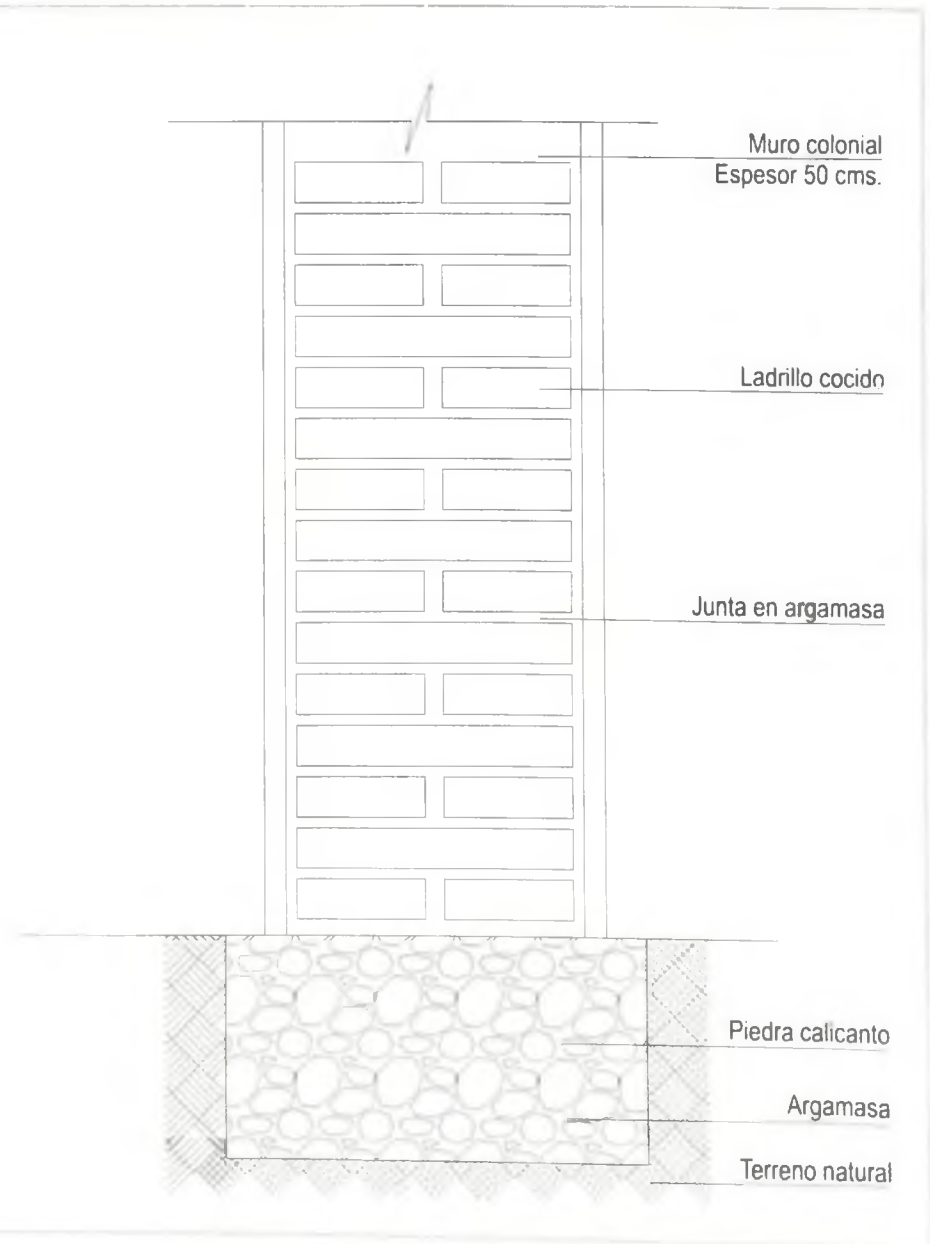 Muro colonial
Espesor 50 cms.
Ladrillo cocido
Junta en argamasa
Piedra calicanto
Argamasa
Terreno natural